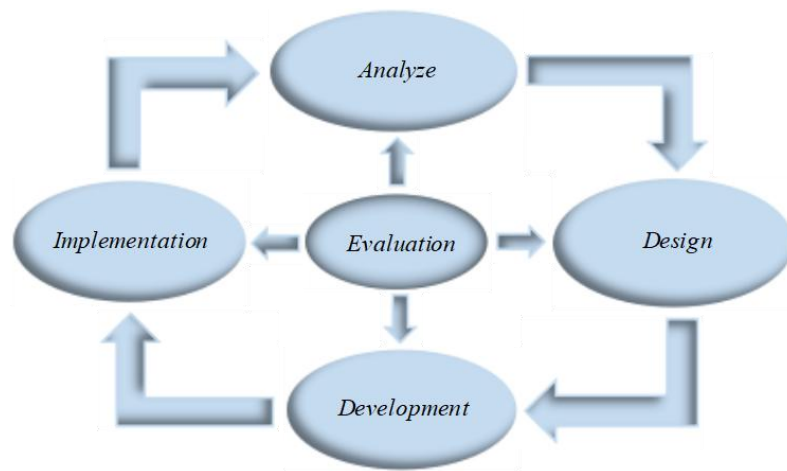 Analyze
Implementation
Evaluation
Design
Development